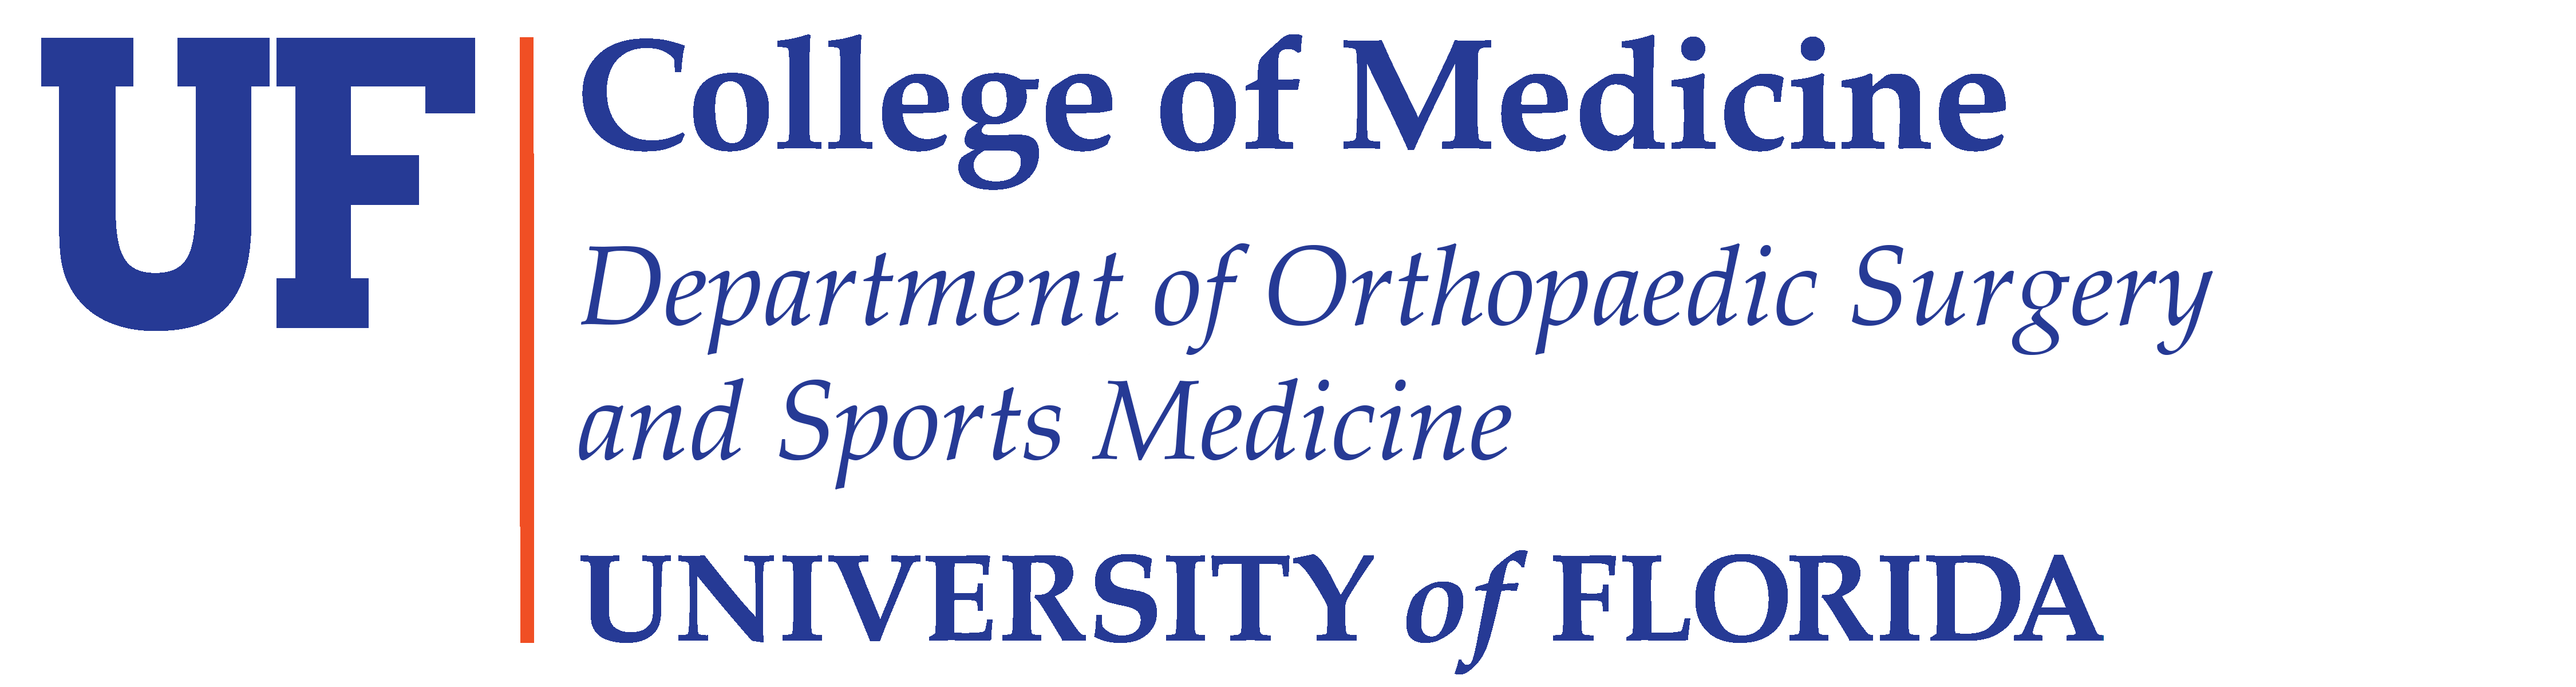 UF
College of Medicine
Department of Orthopaedic Surgery
and Sports Medicine
UNIVERSITY of FLORIDA